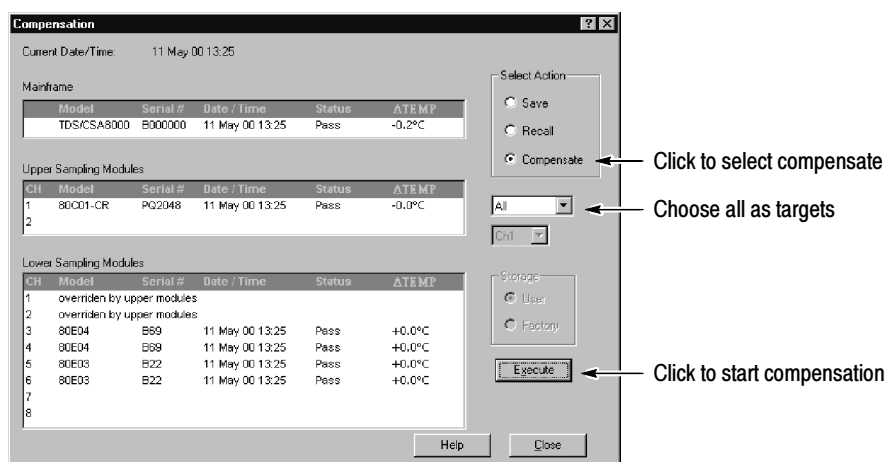 Compensation
Current Date/Time: 11 May 00 13:25
Mainframe
Model Serial # Date / Time Status ΔTEMP
TDS/CSA8000 B000000 11 May 00 13:25 Pass -0.2°C
Upper Sampling Modules
CH Model Serial # Date / Time Status ΔTEMP
1 80C01-CR PQ2048 11 May 00 13:25 Pass -0.0°C
2
Lower Sampling Modules
CH Model Serial # Date / Time Status ΔTEMP
1 overriden by upper modules
2 overriden by upper modules
3 80E04 B69 11 May 00 13:25 Pass +0.0°C
4 80E04 B69 11 May 00 13:25 Pass +0.0°C
5 80E03 B22 11 May 00 13:25 Pass +0.0°C
6 80E03 B22 11 May 00 13:25 Pass +0.0°C
7
8
Select Action
Save
Recall
Compensate
All
Ch1
Storage
User
Factory
Execute
Help Close
Click to select compensate
Choose all as targets
Click to start compensation